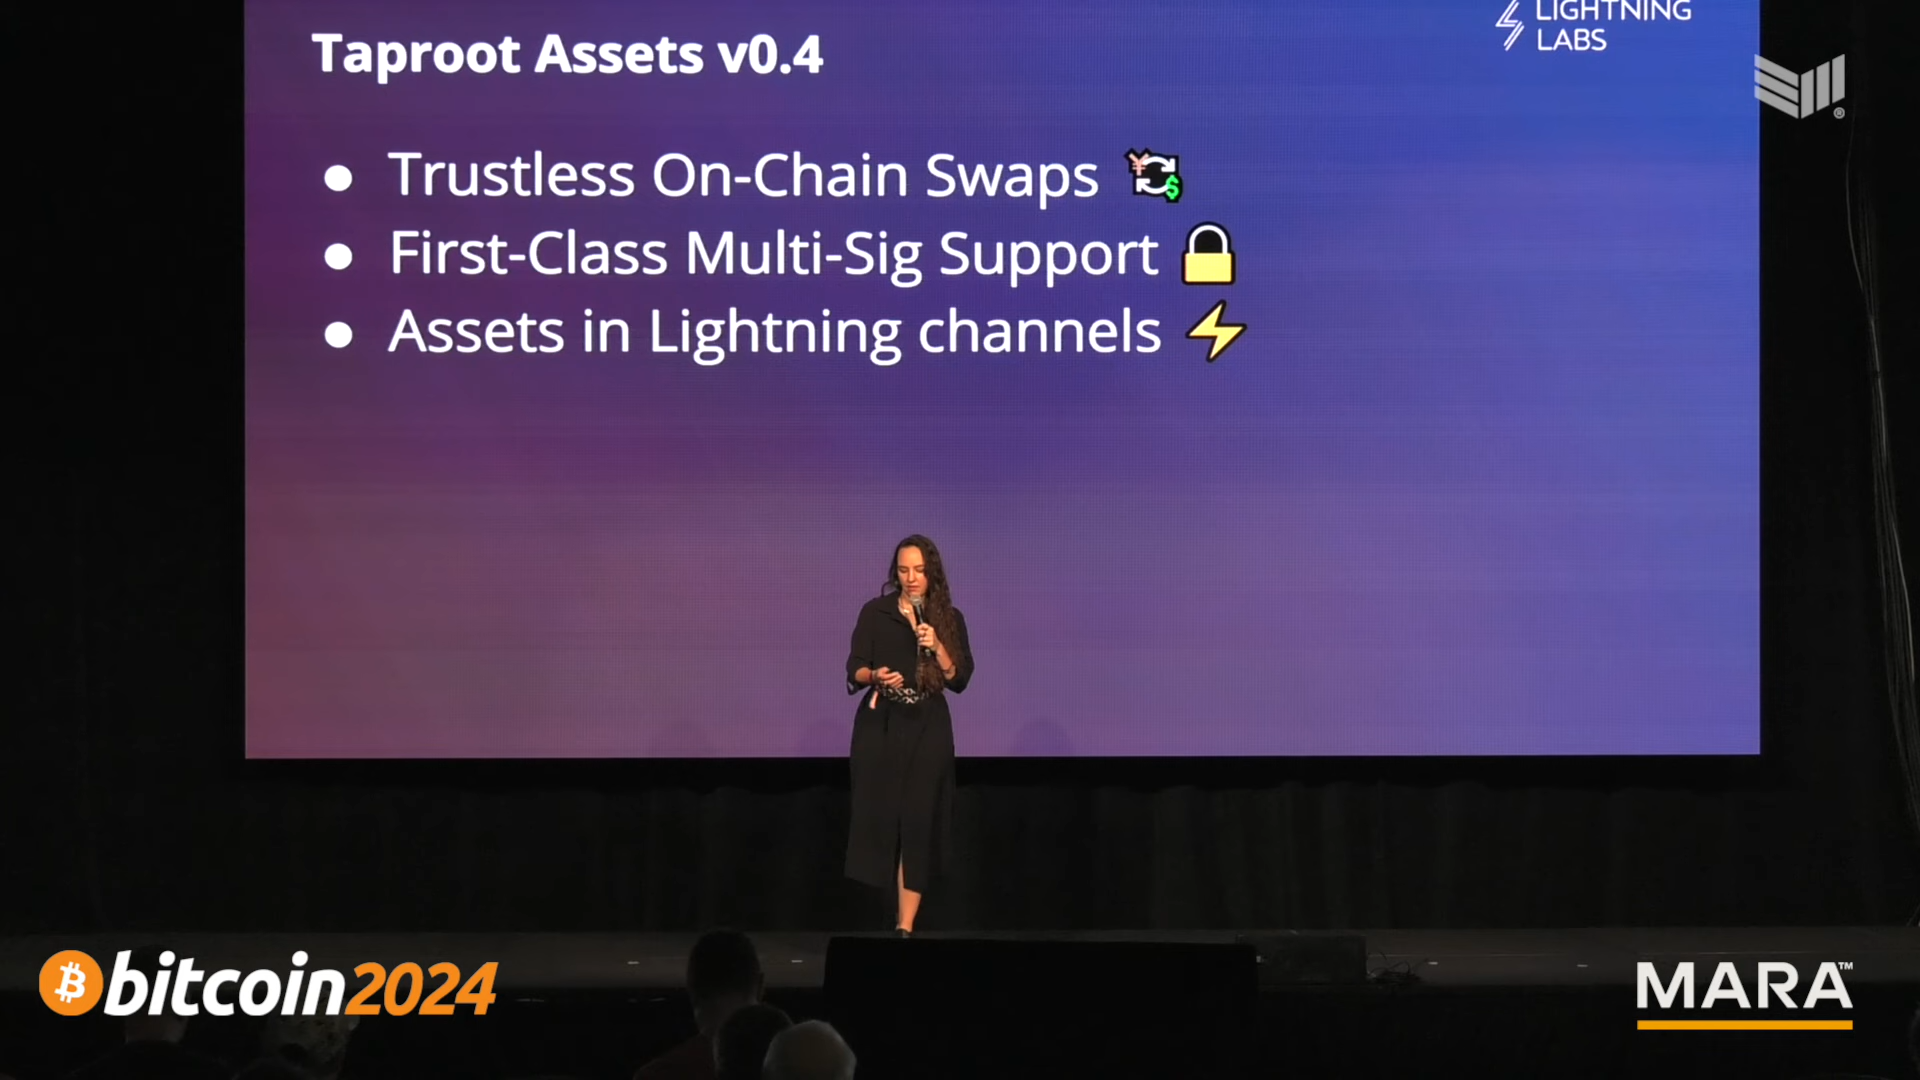 LIGHTNING
LABS
Taproot Assets v0.4
● Trustless On-Chain Swaps
● First-Class Multi-Sig Support
● Assets in Lightning channels
bitcoin2024
MARA™